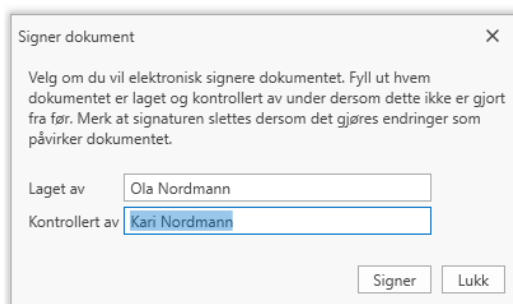 Signer dokument
Velg om du vil elektronisk signere dokumentet. Fyll ut hvem
dokumentet er laget og kontrollert av under dersom dette ikke er gjort
fra før. Merk at signaturen slettes dersom det gjøres endringer som
påvirker dokumentet.
Laget av Ola Nordmann
Kontrollert av Kari Nordmann
Signer Lukk